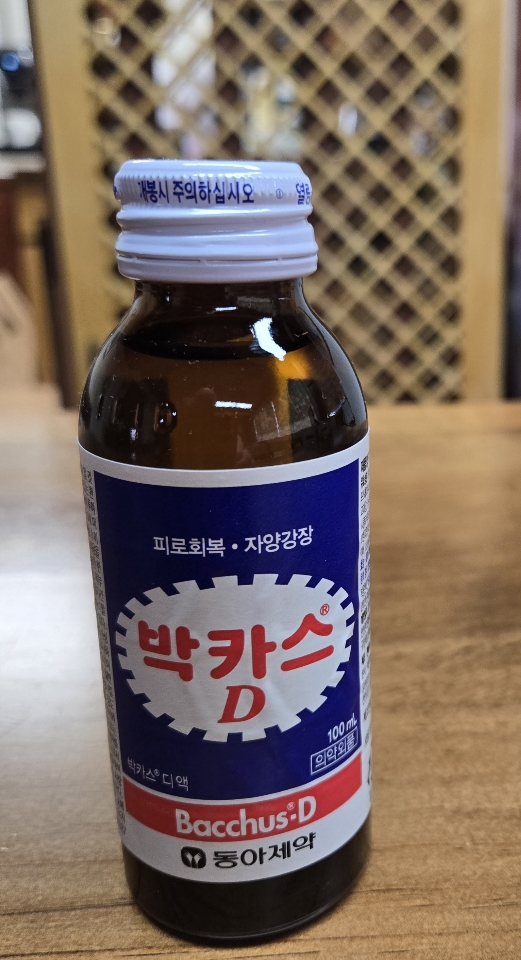 개봉시 주의하십시오
피로회복 • 자양강장
박카스®
D
100 mL
의약외품
박카스® 디 액
Bacchus®-D
동아제약